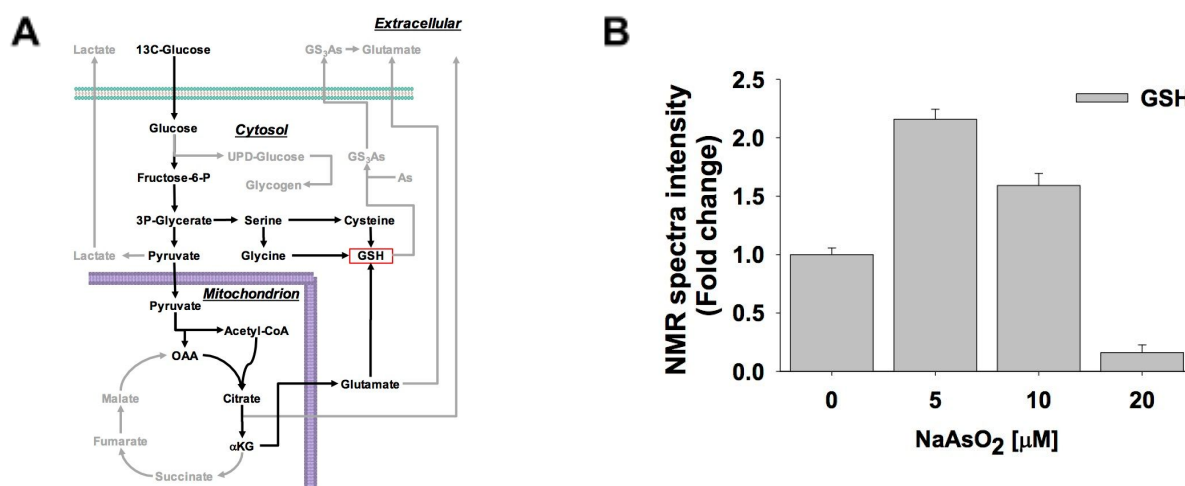 A
Extracellular
Lactate
13C-Glucose
GS3As
Glutamate
Glucose
Cytosol
UPD-Glucose
GS3As
Fructose-6-P
Glycogen
As
3P-Glycerate
Serine
Cysteine
Lactate
Pyruvate
Glycine
GSH
Mitochondrion
Pyruvate
Acetyl-CoA
OAA
Glutamate
Malate
Citrate
Fumarate
αKG
Succinate
B
GSH
NMR spectra intensity
(Fold change)
2.5
2.0
1.5
1.0
0.5
0.0
0 5 10 20
NaAsO2 [µM]